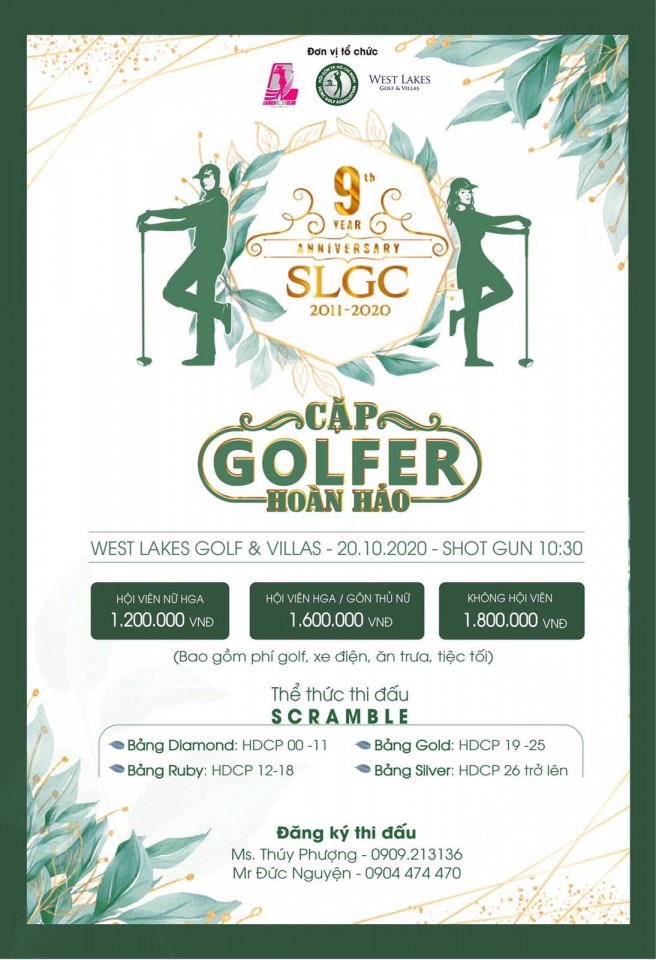 Đơn vị tổ chức
WEST LAKES
GOLF & VILLAS
9th
YEAR
ANNIVERSARY
SLGC
2011-2020
CẶP
GOLFER
HOÀN HẢO
WEST LAKES GOLF & VILLAS - 20.10.2020 - SHOT GUN 10:30
HỘI VIÊN NỮ HGA
1.200.000 VNĐ
HỘI VIÊN HGA / GÔN THỦ NỮ
1.600.000 VNĐ
KHÔNG HỘI VIÊN
1.800.000 VNĐ
(Bao gồm phí golf, xe điện, ăn trưa, tiệc tối)
Thể thức thi đấu
SCRAMBLE
Bảng Diamond: HDCP 00 -11
Bảng Gold: HDCP 19 -25
Bảng Ruby: HDCP 12-18
Bảng Silver: HDCP 26 trở lên
Đăng ký thi đấu
Ms. Thúy Phượng - 0909.213136
Mr Đức Nguyện - 0904 474 470